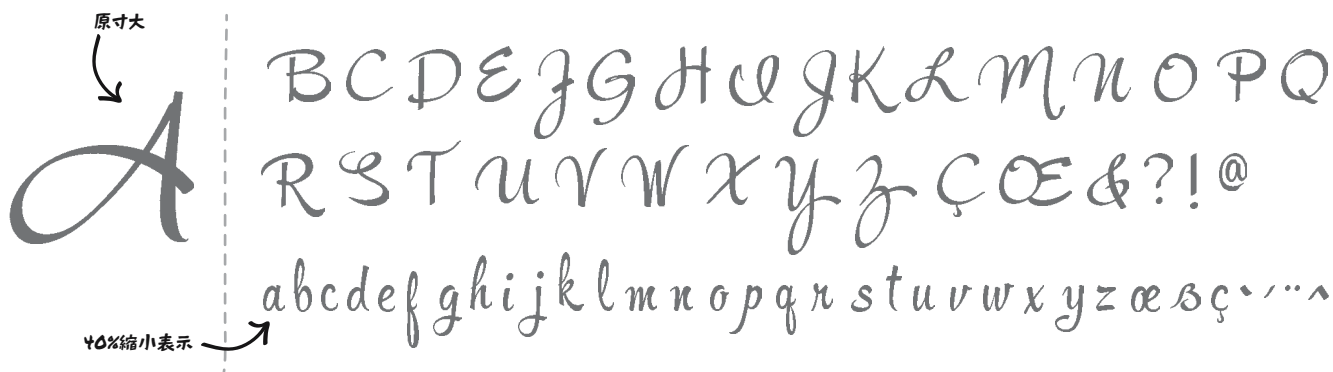 原寸大
A
B C D E F G H I J K L M N O P Q
R S T U V W X Y Z Ç Œ & ? ! @
a b c d e f g h i j k l m n o p q r s t u v w x y z œ ß ç ` ´ ¨ ^
40%縮小表示